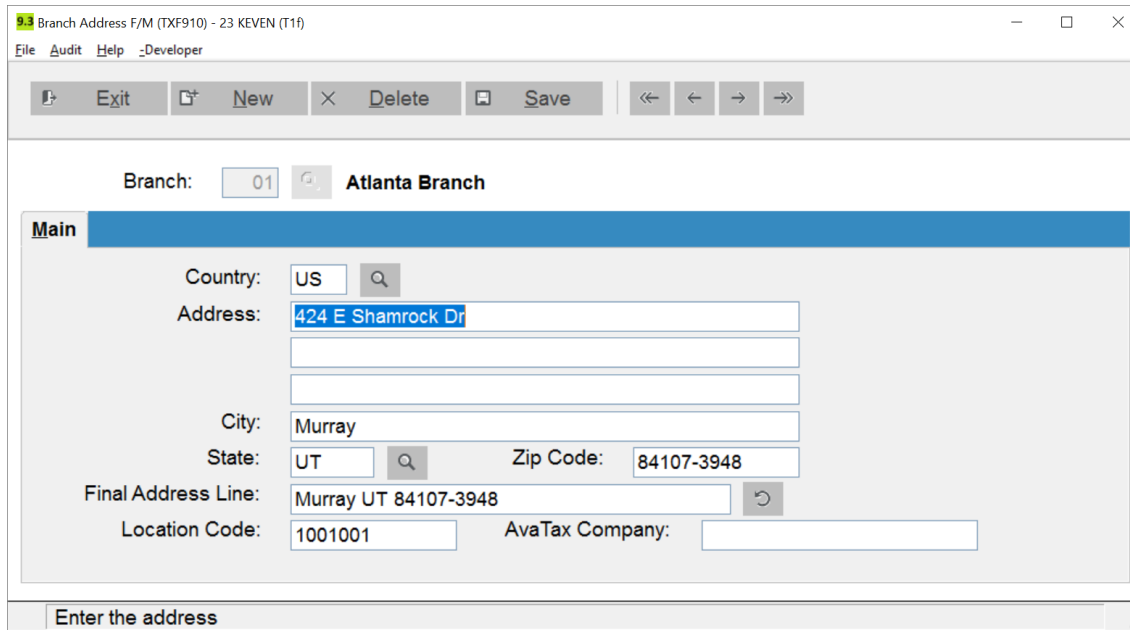 9.3 Branch Address F/M (TXF910) - 23 KEVEN (T1f)
File Audit Help -Developer
Exit New Delete Save
Branch: 01 Atlanta Branch
Main
Country: US
Address: 424 E Shamrock Dr
City: Murray
State: UT Zip Code: 84107-3948
Final Address Line: Murray UT 84107-3948
Location Code: 1001001 AvaTax Company:
Enter the address